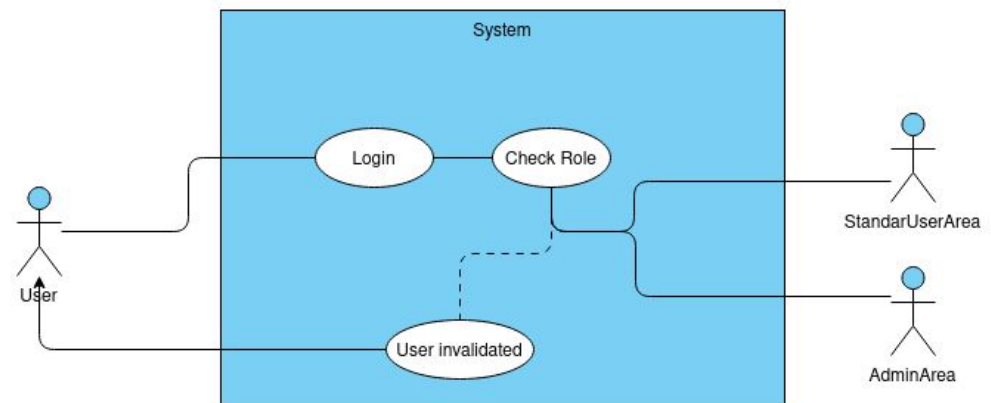 System
Login
Check Role
StandarUserArea
User
User invalidated
AdminArea